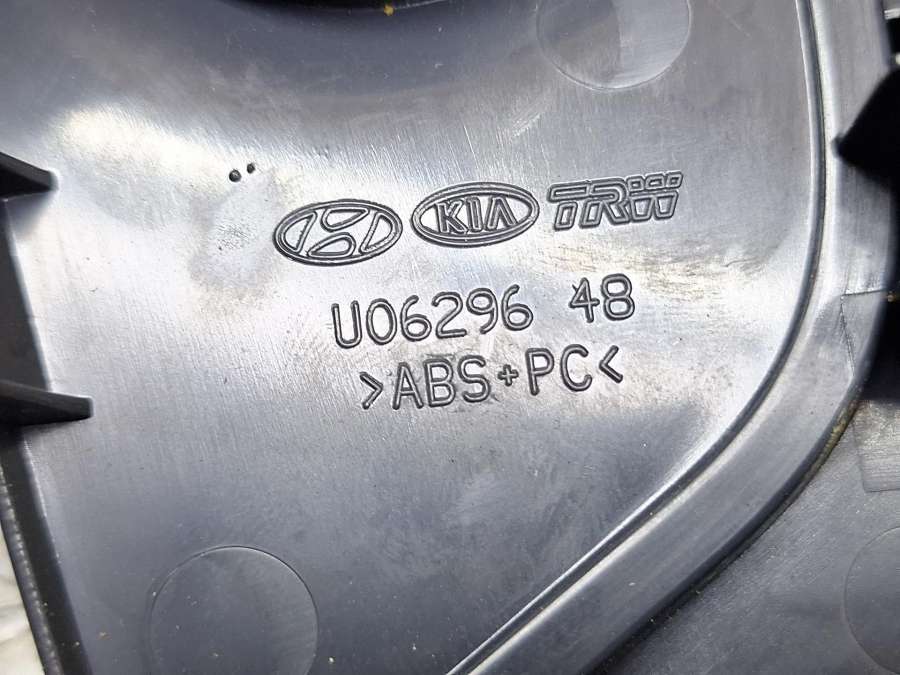 KIA TRW
U06296 48
>ABS+PC<